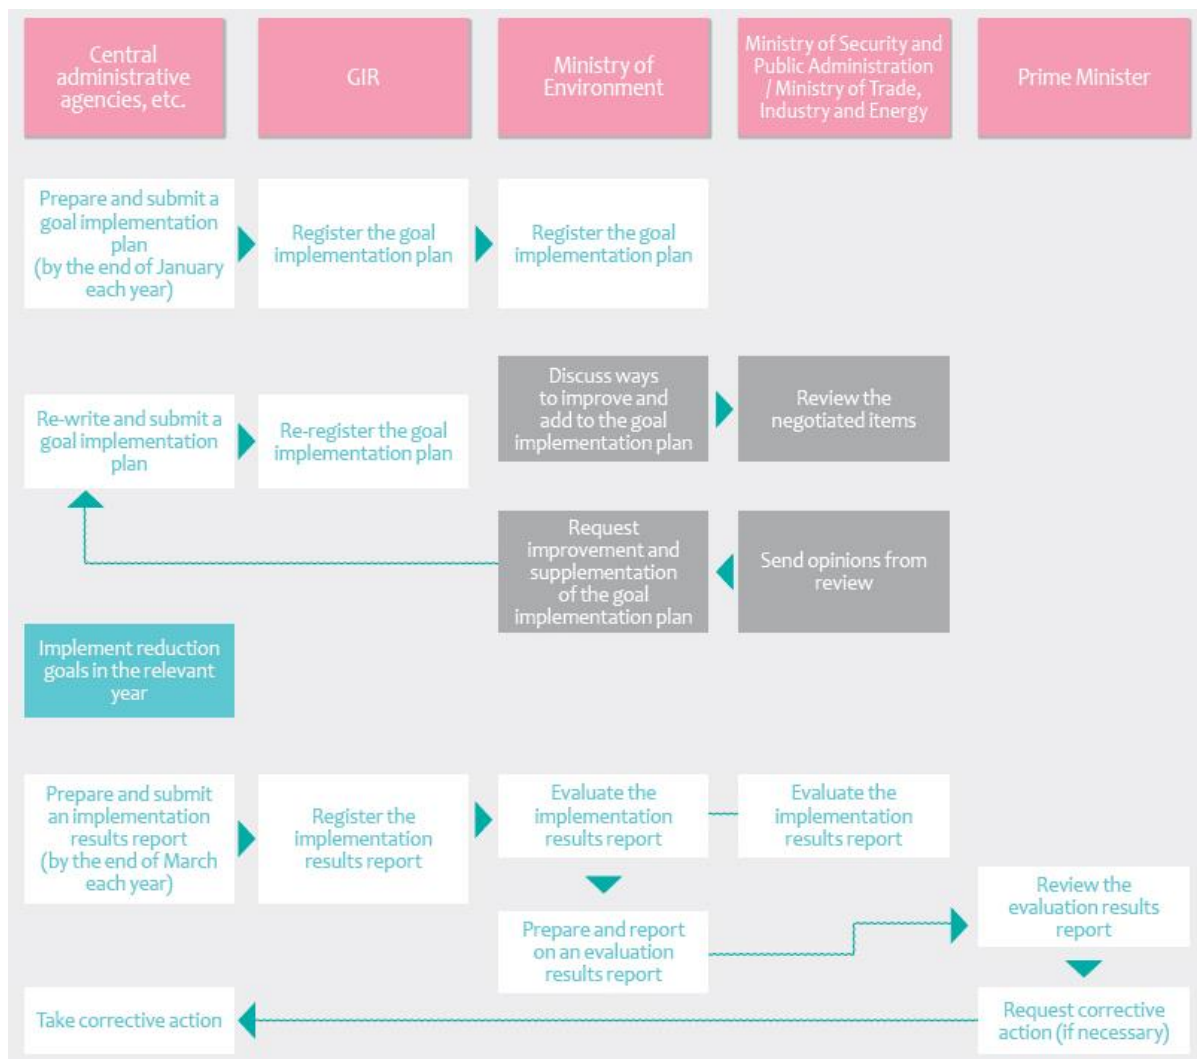 Central
administrative
agencies, etc.
GIR
Ministry of
Environment
Ministry of Security and
Public Administration
/ Ministry of Trade,
Industry and Energy
Prime Minister
Prepare and submit a
goal implementation
plan
(by the end of January
each year)
Register the goal
implementation plan
Register the goal
implementation plan
Re-write and submit a
goal implementation
plan
Re-register the goal
implementation plan
Discuss ways
to improve and
add to the goal
implementation plan
Review the
negotiated items
Request
improvement and
supplementation
of the goal
implementation plan
Send opinions from
review
Implement reduction
goals in the relevant
year
Prepare and submit
an implementation
results report
(by the end of March
each year)
Register the
implementation
results report
Evaluate the
implementation
results report
Evaluate the
implementation
results report
Prepare and report
on an evaluation
results report
Review the
evaluation results
report
Take corrective action
Request corrective
action (if necessary)